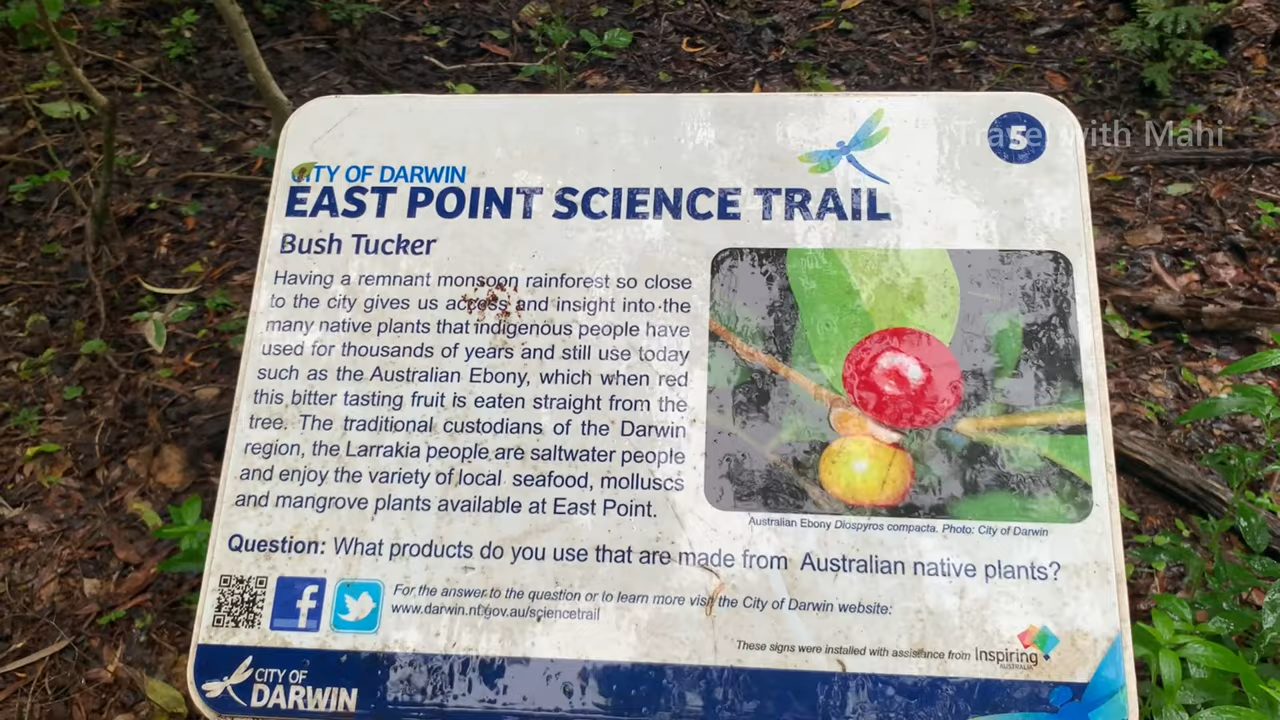 Travel with Mahi
5
CITY OF DARWIN
EAST POINT SCIENCE TRAIL
Bush Tucker
Having a remnant monsoon rainforest so close
to the city gives us access and insight into the
many native plants that indigenous people have
used for thousands of years and still use today
such as the Australian Ebony, which when red
this bitter tasting fruit is eaten straight from the
tree. The traditional custodians of the Darwin
region, the Larrakia people are saltwater people
and enjoy the variety of local seafood, molluscs
and mangrove plants available at East Point.
Australian Ebony Diospyros compacta. Photo: City of Darwin
Question: What products do you use that are made from Australian native plants?
For the answer to the question or to learn more visit the City of Darwin website:
www.darwin.nt.gov.au/sciencetrail
These signs were installed with assistance from Inspiring
AUSTRALIA
CITY OF
DARWIN